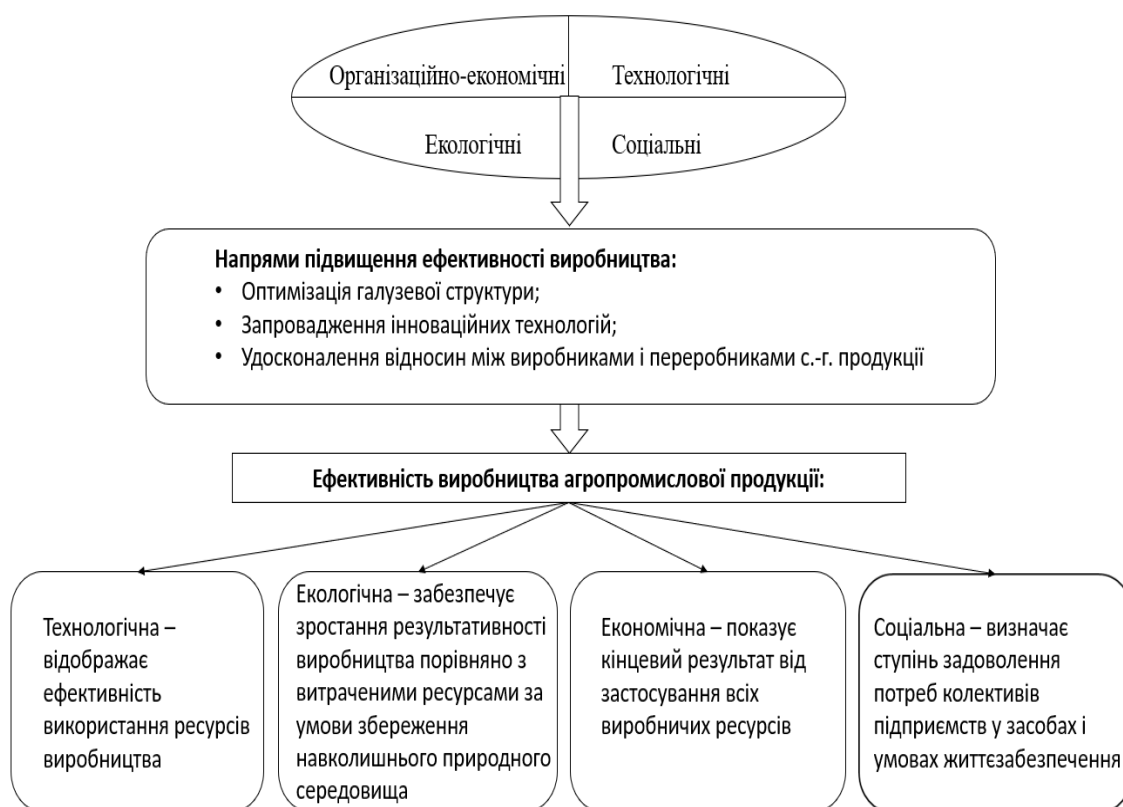 Організаційно-економічні
Технологічні
Екологічні
Соціальні
Напрями підвищення ефективності виробництва:
• Оптимізація галузевої структури;
• Запровадження інноваційних технологій;
• Удосконалення відносин між виробниками і переробниками с.-г. продукції
Ефективність виробництва агропромислової продукції:
Технологічна –
відображає
ефективність
використання ресурсів
виробництва
Екологічна – забезпечує
зростання результативності
виробництва порівняно з
витраченими ресурсами за
умови збереження
навколишнього природного
середовища
Економічна – показує
кінцевий результат від
застосування всіх
виробничих ресурсів
Соціальна – визначає
ступінь задоволення
потреб колективів
підприємств у засобах і
умовах життєзабезпечення